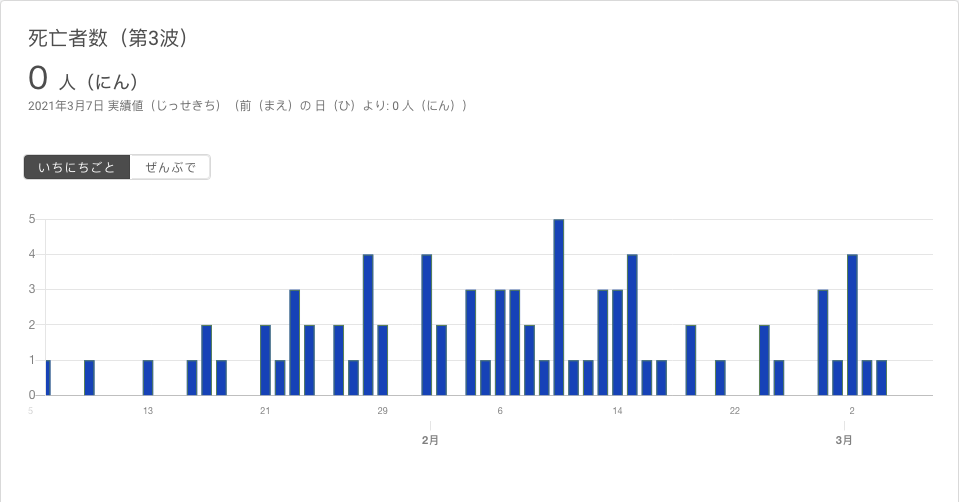 死亡者数（第3波）
0 人（にん）
2021年3月7日 実績値（じっせきち）（前（まえ）の 日（ひ）より: 0 人（にん））
いちにちごと ぜんぶで
5
4
3
2
1
0
5 13 21 29 6 14 22 2
2月 3月